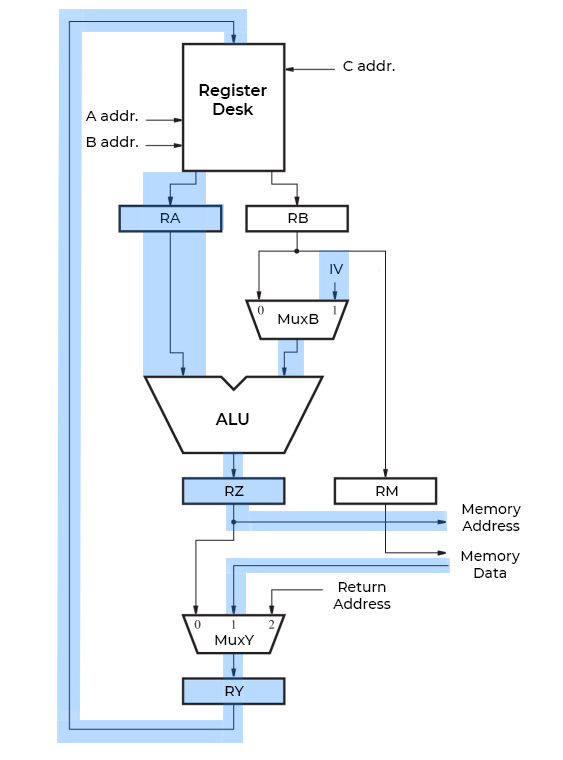 Register
Desk
C addr.
A addr.
B addr.
RA
RB
IV
0
1
MuxB
ALU
RZ
RM
Memory
Address
Memory
Data
Return
Address
0
1
2
MuxY
RY